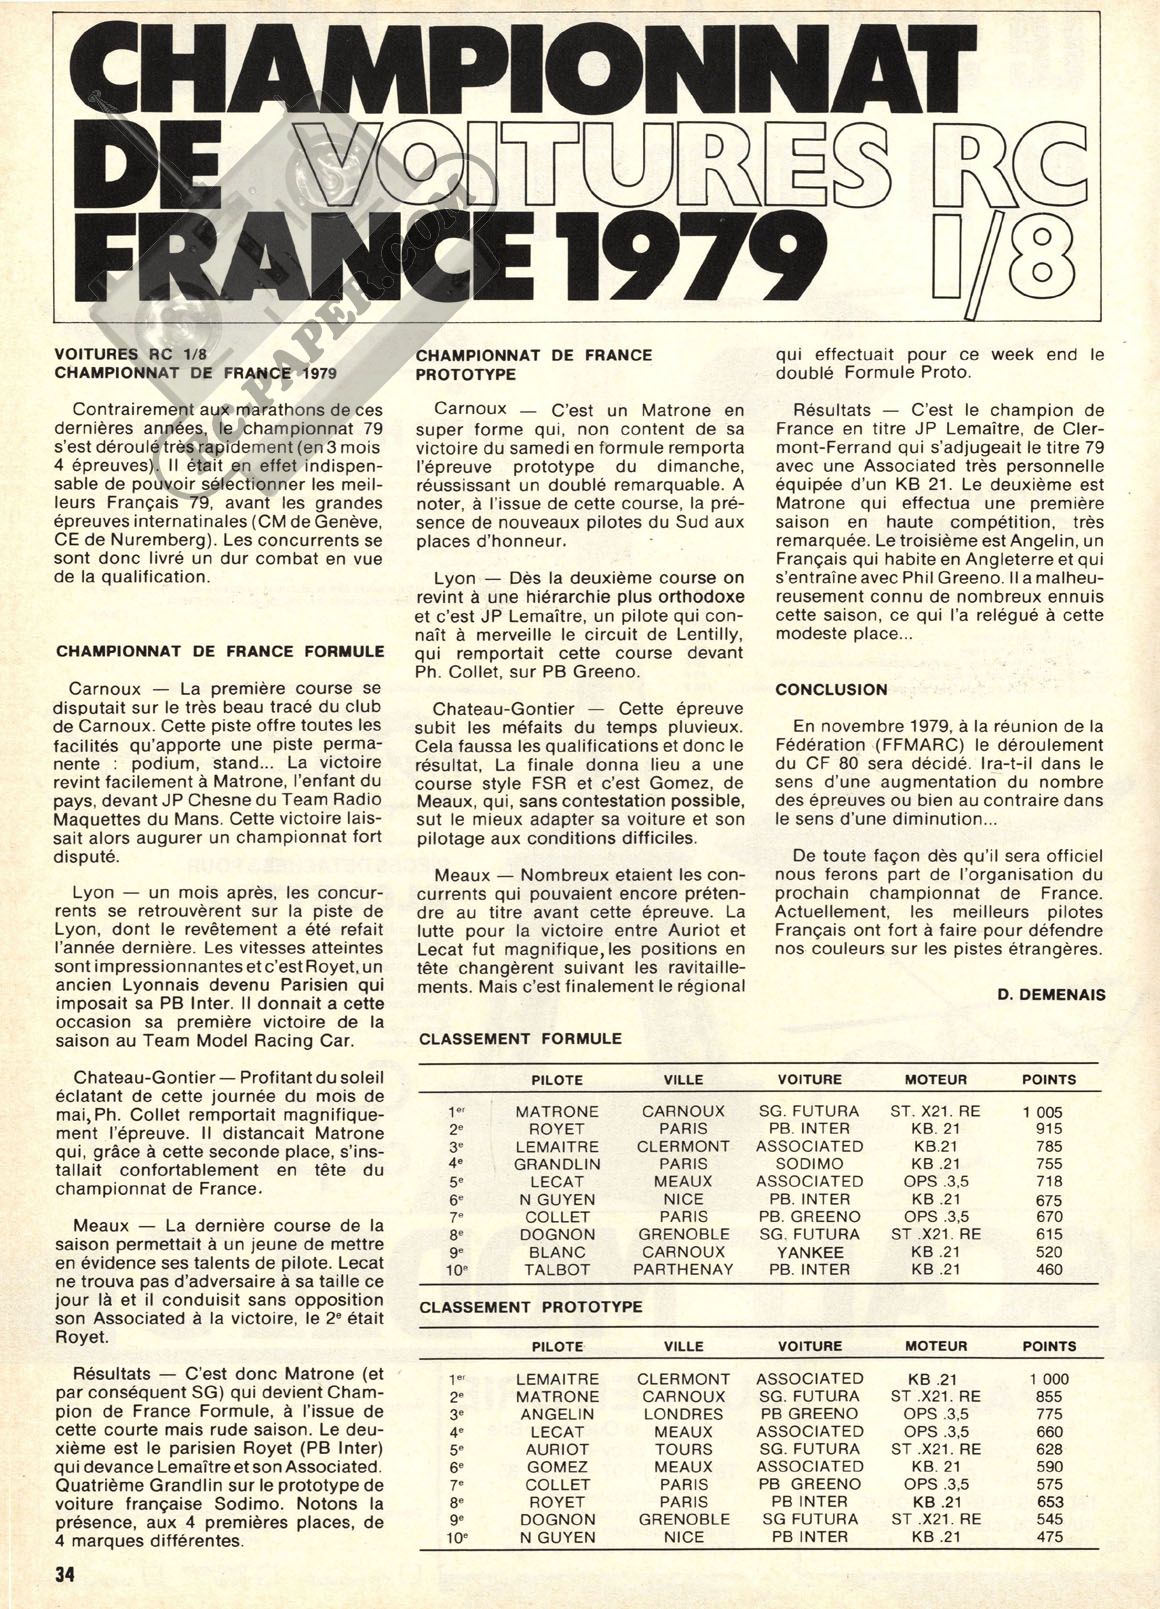 CHAMPIONNAT
DE VOITURES RC
FRANCE 1979 1/8
RC-PAPER.COM
VOITURES RC 1/8
CHAMPIONNAT DE FRANCE 1979
Contrairement aux marathons de ces
dernières années, le championnat 79
s'est déroulé très rapidement (en 3 mois
4 épreuves). Il était en effet indispen-
sable de pouvoir sélectionner les meil-
leurs Français 79, avant les grandes
épreuves internatinales (CM de Genève,
CE de Nuremberg). Les concurrents se
sont donc livré un dur combat en vue
de la qualification.
CHAMPIONNAT DE FRANCE FORMULE
Carnoux — La première course se
disputait sur le très beau tracé du club
de Carnoux. Cette piste offre toutes les
facilités qu'apporte une piste perma-
nente : podium, stand... La victoire
revint facilement à Matrone, l'enfant du
pays, devant JP Chesne du Team Radio
Maquettes du Mans. Cette victoire lais-
sait alors augurer un championnat fort
disputé.
Lyon — un mois après, les concur-
rents se retrouvèrent sur la piste de
Lyon, dont le revêtement a été refait
l'année dernière. Les vitesses atteintes
sont impressionnantes et c'est Royet, un
ancien Lyonnais devenu Parisien qui
imposait sa PB Inter. Il donnait a cette
occasion sa première victoire de la
saison au Team Model Racing Car.
Chateau-Gontier — Profitant du soleil
éclatant de cette journée du mois de
mai, Ph. Collet remportait magnifique-
ment l'épreuve. Il distancait Matrone
qui, grâce à cette seconde place, s'ins-
tallait confortablement en tête du
championnat de France.
Meaux — La dernière course de la
saison permettait à un jeune de mettre
en évidence ses talents de pilote. Lecat
ne trouva pas d'adversaire à sa taille ce
jour là et il conduisit sans opposition
son Associated à la victoire, le 2e était
Royet.
Résultats — C'est donc Matrone (et
par conséquent SG) qui devient Cham-
pion de France Formule, à l'issue de
cette courte mais rude saison. Le deu-
xième est le parisien Royet (PB Inter)
qui devance Lemaître et son Associated.
Quatrième Grandlin sur le prototype de
voiture française Sodimo. Notons la
présence, aux 4 premières places, de
4 marques différentes.
34
CHAMPIONNAT DE FRANCE
PROTOTYPE
Carnoux — C'est un Matrone en
super forme qui, non content de sa
victoire du samedi en formule remporta
l'épreuve prototype du dimanche,
réussissant un doublé remarquable. A
noter, à l'issue de cette course, la pré-
sence de nouveaux pilotes du Sud aux
places d'honneur.
Lyon — Dès la deuxième course on
revint à une hiérarchie plus orthodoxe
et c'est JP Lemaître, un pilote qui con-
naît à merveille le circuit de Lentilly,
qui remportait cette course devant
Ph. Collet, sur PB Greeno.
Chateau-Gontier — Cette épreuve
subit les méfaits du temps pluvieux.
Cela faussa les qualifications et donc le
résultat, La finale donna lieu a une
course style FSR et c'est Gomez, de
Meaux, qui, sans contestation possible,
sut le mieux adapter sa voiture et son
pilotage aux conditions difficiles.
Meaux — Nombreux etaient les con-
currents qui pouvaient encore préten-
dre au titre avant cette épreuve. La
lutte pour la victoire entre Auriot et
Lecat fut magnifique, les positions en
tête changèrent suivant les ravitaille-
ments. Mais c'est finalement le régional
qui effectuait pour ce week end le
doublé Formule Proto.
Résultats — C'est le champion de
France en titre JP Lemaître, de Cler-
mont-Ferrand qui s'adjugeait le titre 79
avec une Associated très personnelle
équipée d'un KB 21. Le deuxième est
Matrone qui effectua une première
saison en haute compétition, très
remarquée. Le troisième est Angelin, un
Français qui habite en Angleterre et qui
s'entraîne avec Phil Greeno. Il a malheu-
reusement connu de nombreux ennuis
cette saison, ce qui l'a relégué à cette
modeste place...
CONCLUSION
En novembre 1979, à la réunion de la
Fédération (FFMARC) le déroulement
du CF 80 sera décidé. Ira-t-il dans le
sens d'une augmentation du nombre
des épreuves ou bien au contraire dans
le sens d'une diminution...
De toute façon dès qu'il sera officiel
nous ferons part de l'organisation du
prochain championnat de France.
Actuellement, les meilleurs pilotes
Français ont fort à faire pour défendre
nos couleurs sur les pistes étrangères.
D. DEMENAIS
CLASSEMENT FORMULE
PILOTE VILLE VOITURE MOTEUR POINTS
1er MATRONE CARNOUX SG. FUTURA ST. X21. RE 1 005
2e ROYET PARIS PB. INTER KB. 21 915
3e LEMAITRE CLERMONT ASSOCIATED KB.21 785
4e GRANDLIN PARIS SODIMO KB .21 755
5e LECAT MEAUX ASSOCIATED OPS .3,5 718
6e N GUYEN NICE PB. INTER KB .21 675
7e COLLET PARIS PB. GREENO OPS .3,5 670
8e DOGNON GRENOBLE SG. FUTURA ST .X21. RE 615
9e BLANC CARNOUX YANKEE KB .21 520
10e TALBOT PARTHENAY PB. INTER KB .21 460
CLASSEMENT PROTOTYPE
PILOTE VILLE VOITURE MOTEUR POINTS
1er LEMAITRE CLERMONT ASSOCIATED KB .21 1 000
2e MATRONE CARNOUX SG. FUTURA ST .X21. RE 855
3e ANGELIN LONDRES PB GREENO OPS .3,5 775
4e LECAT MEAUX ASSOCIATED OPS .3,5 660
5e AURIOT TOURS SG. FUTURA ST .X21. RE 628
6e GOMEZ MEAUX ASSOCIATED KB. 21 590
7e COLLET PARIS PB GREENO OPS .3,5 575
8e ROYET PARIS PB INTER KB .21 653
9e DOGNON GRENOBLE SG FUTURA ST .X21. RE 545
10e N GUYEN NICE PB INTER KB .21 475